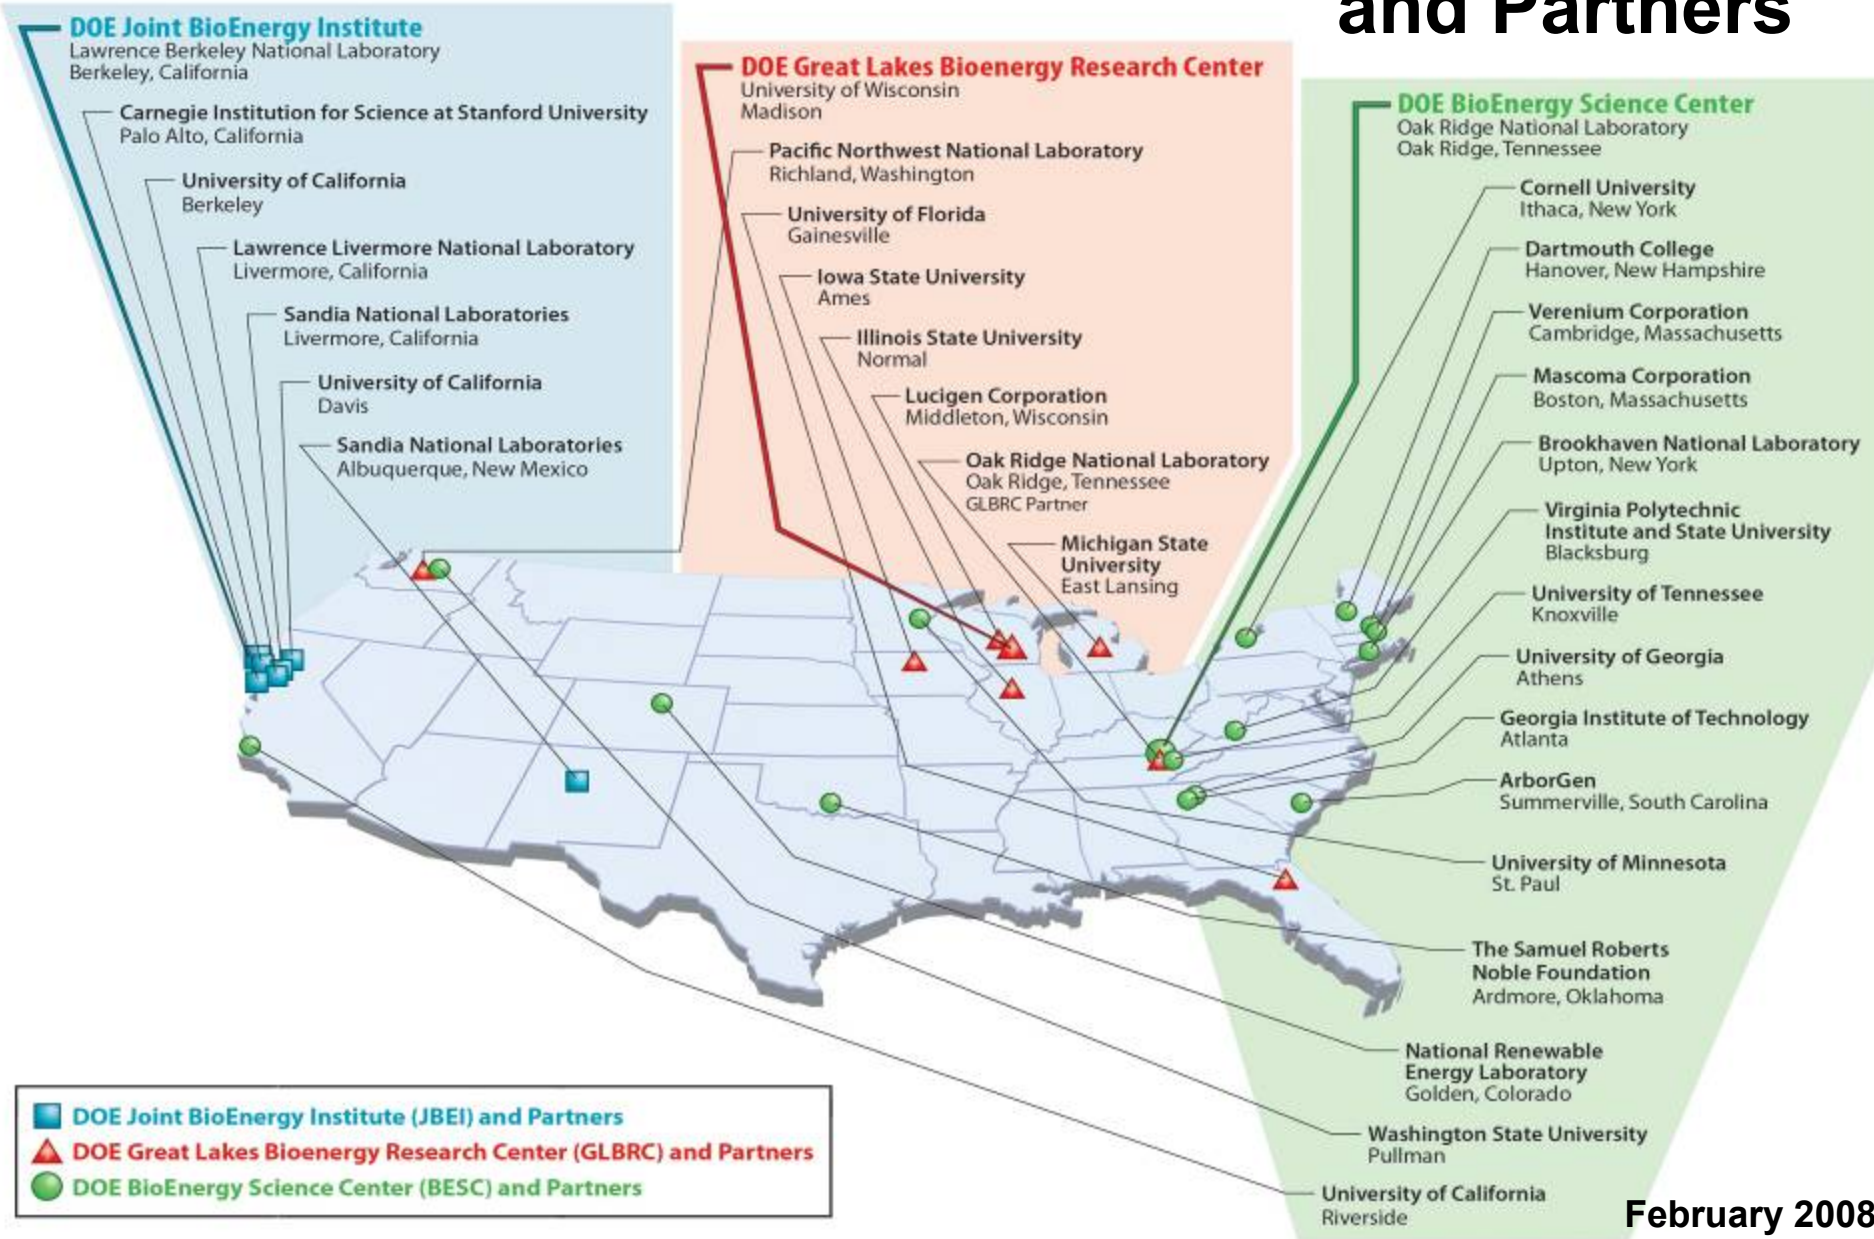 and Partners
DOE Joint BioEnergy Institute
Lawrence Berkeley National Laboratory
Berkeley, California
Carnegie Institution for Science at Stanford University
Palo Alto, California
University of California
Berkeley
Lawrence Livermore National Laboratory
Livermore, California
Sandia National Laboratories
Livermore, California
University of California
Davis
Sandia National Laboratories
Albuquerque, New Mexico
DOE Great Lakes Bioenergy Research Center
University of Wisconsin
Madison
Pacific Northwest National Laboratory
Richland, Washington
University of Florida
Gainesville
Iowa State University
Ames
Illinois State University
Normal
Lucigen Corporation
Middleton, Wisconsin
Oak Ridge National Laboratory
Oak Ridge, Tennessee
GLBRC Partner
Michigan State
University
East Lansing
DOE BioEnergy Science Center
Oak Ridge National Laboratory
Oak Ridge, Tennessee
Cornell University
Ithaca, New York
Dartmouth College
Hanover, New Hampshire
Verenium Corporation
Cambridge, Massachusetts
Mascoma Corporation
Boston, Massachusetts
Brookhaven National Laboratory
Upton, New York
Virginia Polytechnic
Institute and State University
Blacksburg
University of Tennessee
Knoxville
University of Georgia
Athens
Georgia Institute of Technology
Atlanta
ArborGen
Summerville, South Carolina
University of Minnesota
St. Paul
The Samuel Roberts
Noble Foundation
Ardmore, Oklahoma
National Renewable
Energy Laboratory
Golden, Colorado
Washington State University
Pullman
University of California
Riverside
DOE Joint BioEnergy Institute (JBEI) and Partners
DOE Great Lakes Bioenergy Research Center (GLBRC) and Partners
DOE BioEnergy Science Center (BESC) and Partners
February 2008